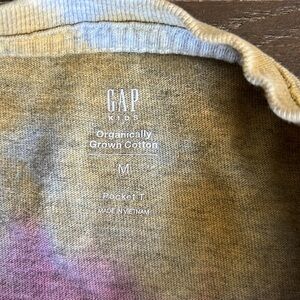 GAP
KIDS
Organically
Grown Cotton
M
Pocket T
MADE IN VIETNAM